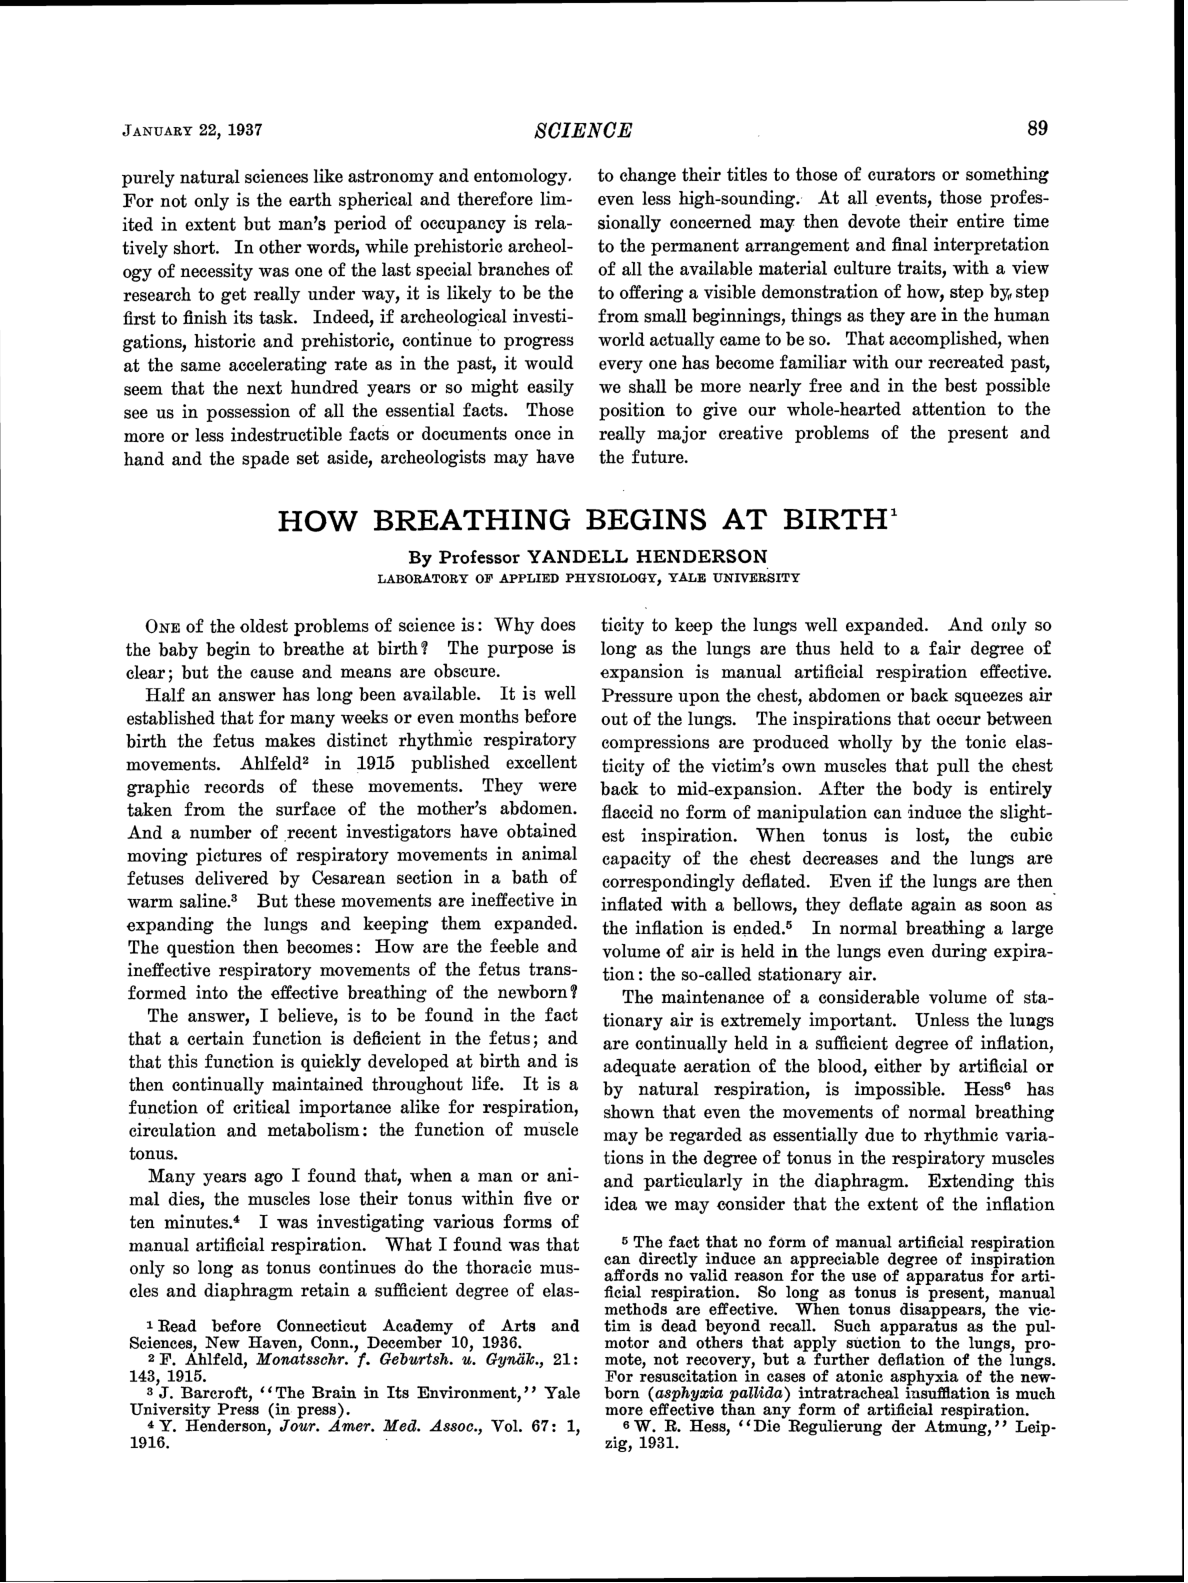 JANUARY 22, 1937
SCIENCE
89
purely natural sciences like astronomy and entomology.
For not only is the earth spherical and therefore lim-
ited in extent but man's period of occupancy is rela-
tively short. In other words, while prehistoric archeol-
ogy of necessity was one of the last special branches of
research to get really under way, it is likely to be the
first to finish its task. Indeed, if archeological investi-
gations, historic and prehistoric, continue to progress
at the same accelerating rate as in the past, it would
seem that the next hundred years or so might easily
see us in possession of all the essential facts. Those
more or less indestructible facts or documents once in
hand and the spade set aside, archeologists may have
to change their titles to those of curators or something
even less high-sounding. At all events, those profes-
sionally concerned may then devote their entire time
to the permanent arrangement and final interpretation
of all the available material culture traits, with a view
to offering a visible demonstration of how, step by, step
from small beginnings, things as they are in the human
world actually came to be so. That accomplished, when
every one has become familiar with our recreated past,
we shall be more nearly free and in the best possible
position to give our whole-hearted attention to the
really major creative problems of the present and
the future.
HOW BREATHING BEGINS AT BIRTH¹
By Professor YANDELL HENDERSON
LABORATORY OF APPLIED PHYSIOLOGY, YALE UNIVERSITY
ONE of the oldest problems of science is: Why does
the baby begin to breathe at birth? The purpose is
clear; but the cause and means are obscure.
Half an answer has long been available. It is well
established that for many weeks or even months before
birth the fetus makes distinct rhythmic respiratory
movements. Ahlfeld² in 1915 published excellent
graphic records of these movements. They were
taken from the surface of the mother's abdomen.
And a number of recent investigators have obtained
moving pictures of respiratory movements in animal
fetuses delivered by Cesarean section in a bath of
warm saline.³ But these movements are ineffective in
expanding the lungs and keeping them expanded.
The question then becomes: How are the feeble and
ineffective respiratory movements of the fetus trans-
formed into the effective breathing of the newborn?
The answer, I believe, is to be found in the fact
that a certain function is deficient in the fetus; and
that this function is quickly developed at birth and is
then continually maintained throughout life. It is a
function of critical importance alike for respiration,
circulation and metabolism: the function of muscle
tonus.
Many years ago I found that, when a man or ani-
mal dies, the muscles lose their tonus within five or
ten minutes.⁴ I was investigating various forms of
manual artificial respiration. What I found was that
only so long as tonus continues do the thoracic mus-
cles and diaphragm retain a sufficient degree of elas-
¹ Read before Connecticut Academy of Arts and
Sciences, New Haven, Conn., December 10, 1936.
² F. Ahlfeld, Monatsschr. f. Geburtsh. u. Gynäk., 21:
143, 1915.
³ J. Barcroft, ''The Brain in Its Environment,'' Yale
University Press (in press).
⁴ Y. Henderson, Jour. Amer. Med. Assoc., Vol. 67: 1,
1916.
ticity to keep the lungs well expanded. And only so
long as the lungs are thus held to a fair degree of
expansion is manual artificial respiration effective.
Pressure upon the chest, abdomen or back squeezes air
out of the lungs. The inspirations that occur between
compressions are produced wholly by the tonic elas-
ticity of the victim's own muscles that pull the chest
back to mid-expansion. After the body is entirely
flaccid no form of manipulation can induce the slight-
est inspiration. When tonus is lost, the cubic
capacity of the chest decreases and the lungs are
correspondingly deflated. Even if the lungs are then
inflated with a bellows, they deflate again as soon as
the inflation is ended.⁵ In normal breathing a large
volume of air is held in the lungs even during expira-
tion: the so-called stationary air.
The maintenance of a considerable volume of sta-
tionary air is extremely important. Unless the lungs
are continually held in a sufficient degree of inflation,
adequate aeration of the blood, either by artificial or
by natural respiration, is impossible. Hess⁶ has
shown that even the movements of normal breathing
may be regarded as essentially due to rhythmic varia-
tions in the degree of tonus in the respiratory muscles
and particularly in the diaphragm. Extending this
idea we may consider that the extent of the inflation
⁵ The fact that no form of manual artificial respiration
can directly induce an appreciable degree of inspiration
affords no valid reason for the use of apparatus for arti-
ficial respiration. So long as tonus is present, manual
methods are effective. When tonus disappears, the vic-
tim is dead beyond recall. Such apparatus as the pul-
motor and others that apply suction to the lungs, pro-
mote, not recovery, but a further deflation of the lungs.
For resuscitation in cases of atonic asphyxia of the new-
born (asphyxia pallida) intratracheal insufflation is much
more effective than any form of artificial respiration.
⁶ W. R. Hess, ''Die Regulierung der Atmung,'' Leip-
zig, 1931.